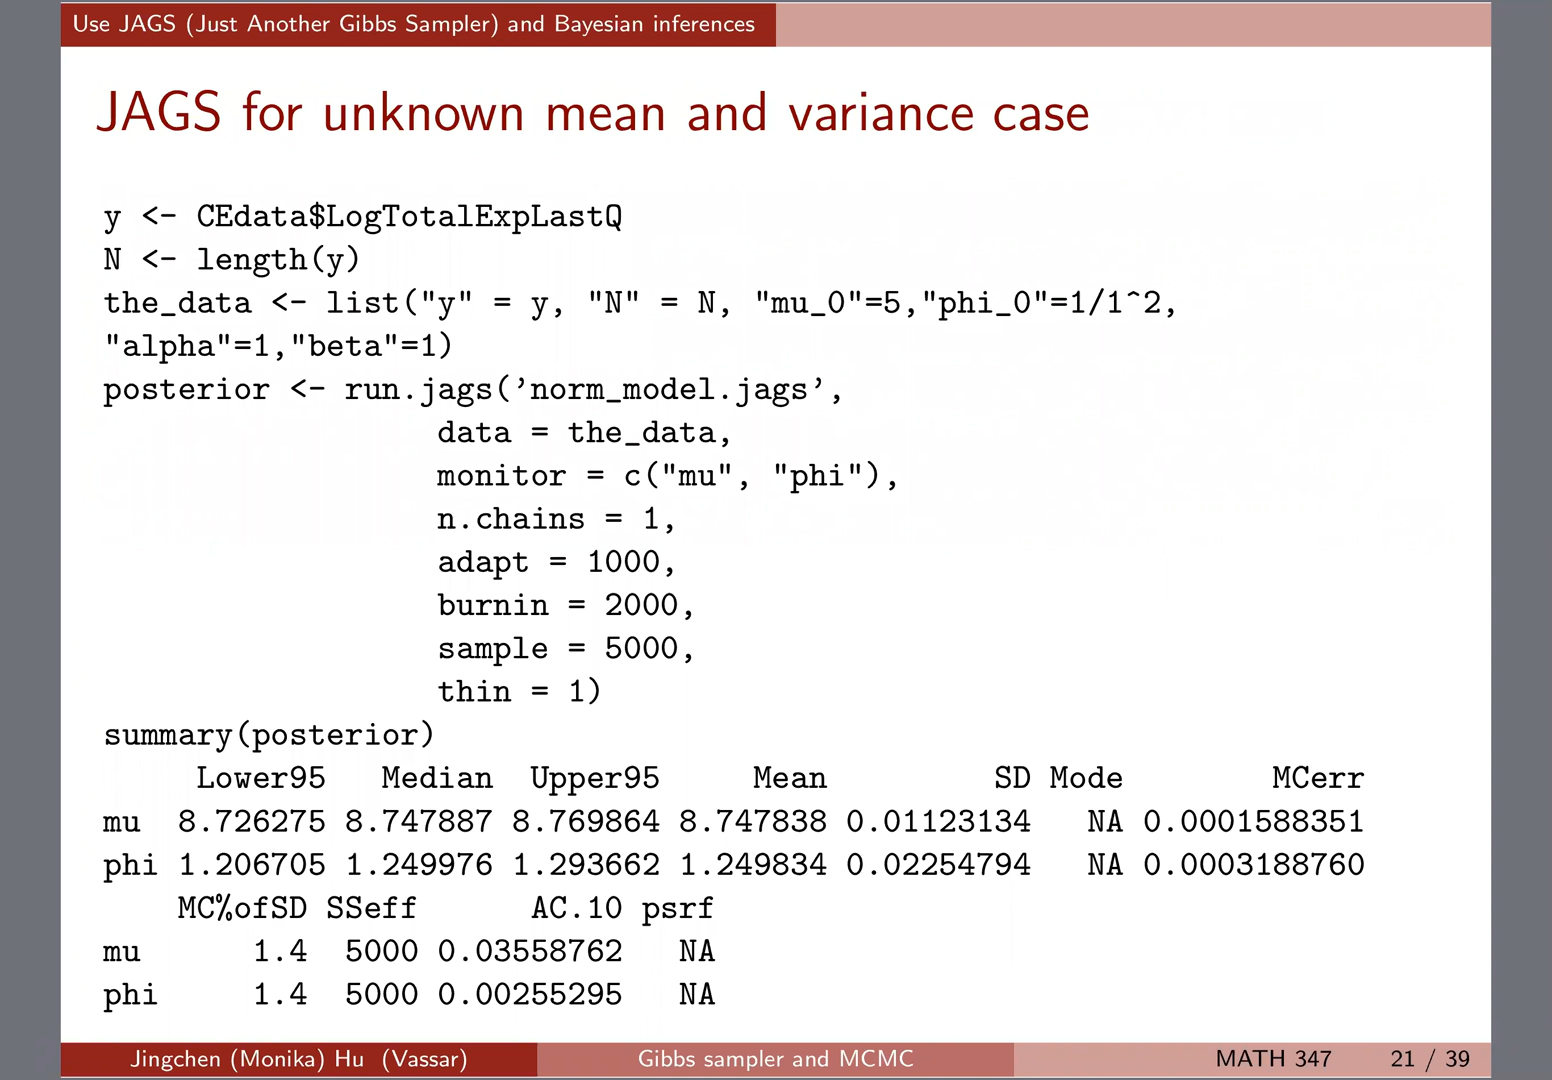 Use JAGS (Just Another Gibbs Sampler) and Bayesian inferences
JAGS for unknown mean and variance case
y <- CEdata$LogTotalExpLastQ
N <- length(y)
the_data <- list("y" = y, "N" = N, "mu_0"=5,"phi_0"=1/1^2,
"alpha"=1,"beta"=1)
posterior <- run.jags('norm_model.jags',
                  data = the_data,
                  monitor = c("mu", "phi"),
                  n.chains = 1,
                  adapt = 1000,
                  burnin = 2000,
                  sample = 5000,
                  thin = 1)
summary(posterior)
     Lower95   Median  Upper95     Mean         SD Mode        MCerr
mu  8.726275 8.747887 8.769864 8.747838 0.01123134   NA 0.0001588351
phi 1.206705 1.249976 1.293662 1.249834 0.02254794   NA 0.0003188760
    MC%ofSD SSeff      AC.10 psrf
mu      1.4  5000 0.03558762   NA
phi     1.4  5000 0.00255295   NA
Jingchen (Monika) Hu (Vassar) Gibbs sampler and MCMC MATH 347 21 / 39